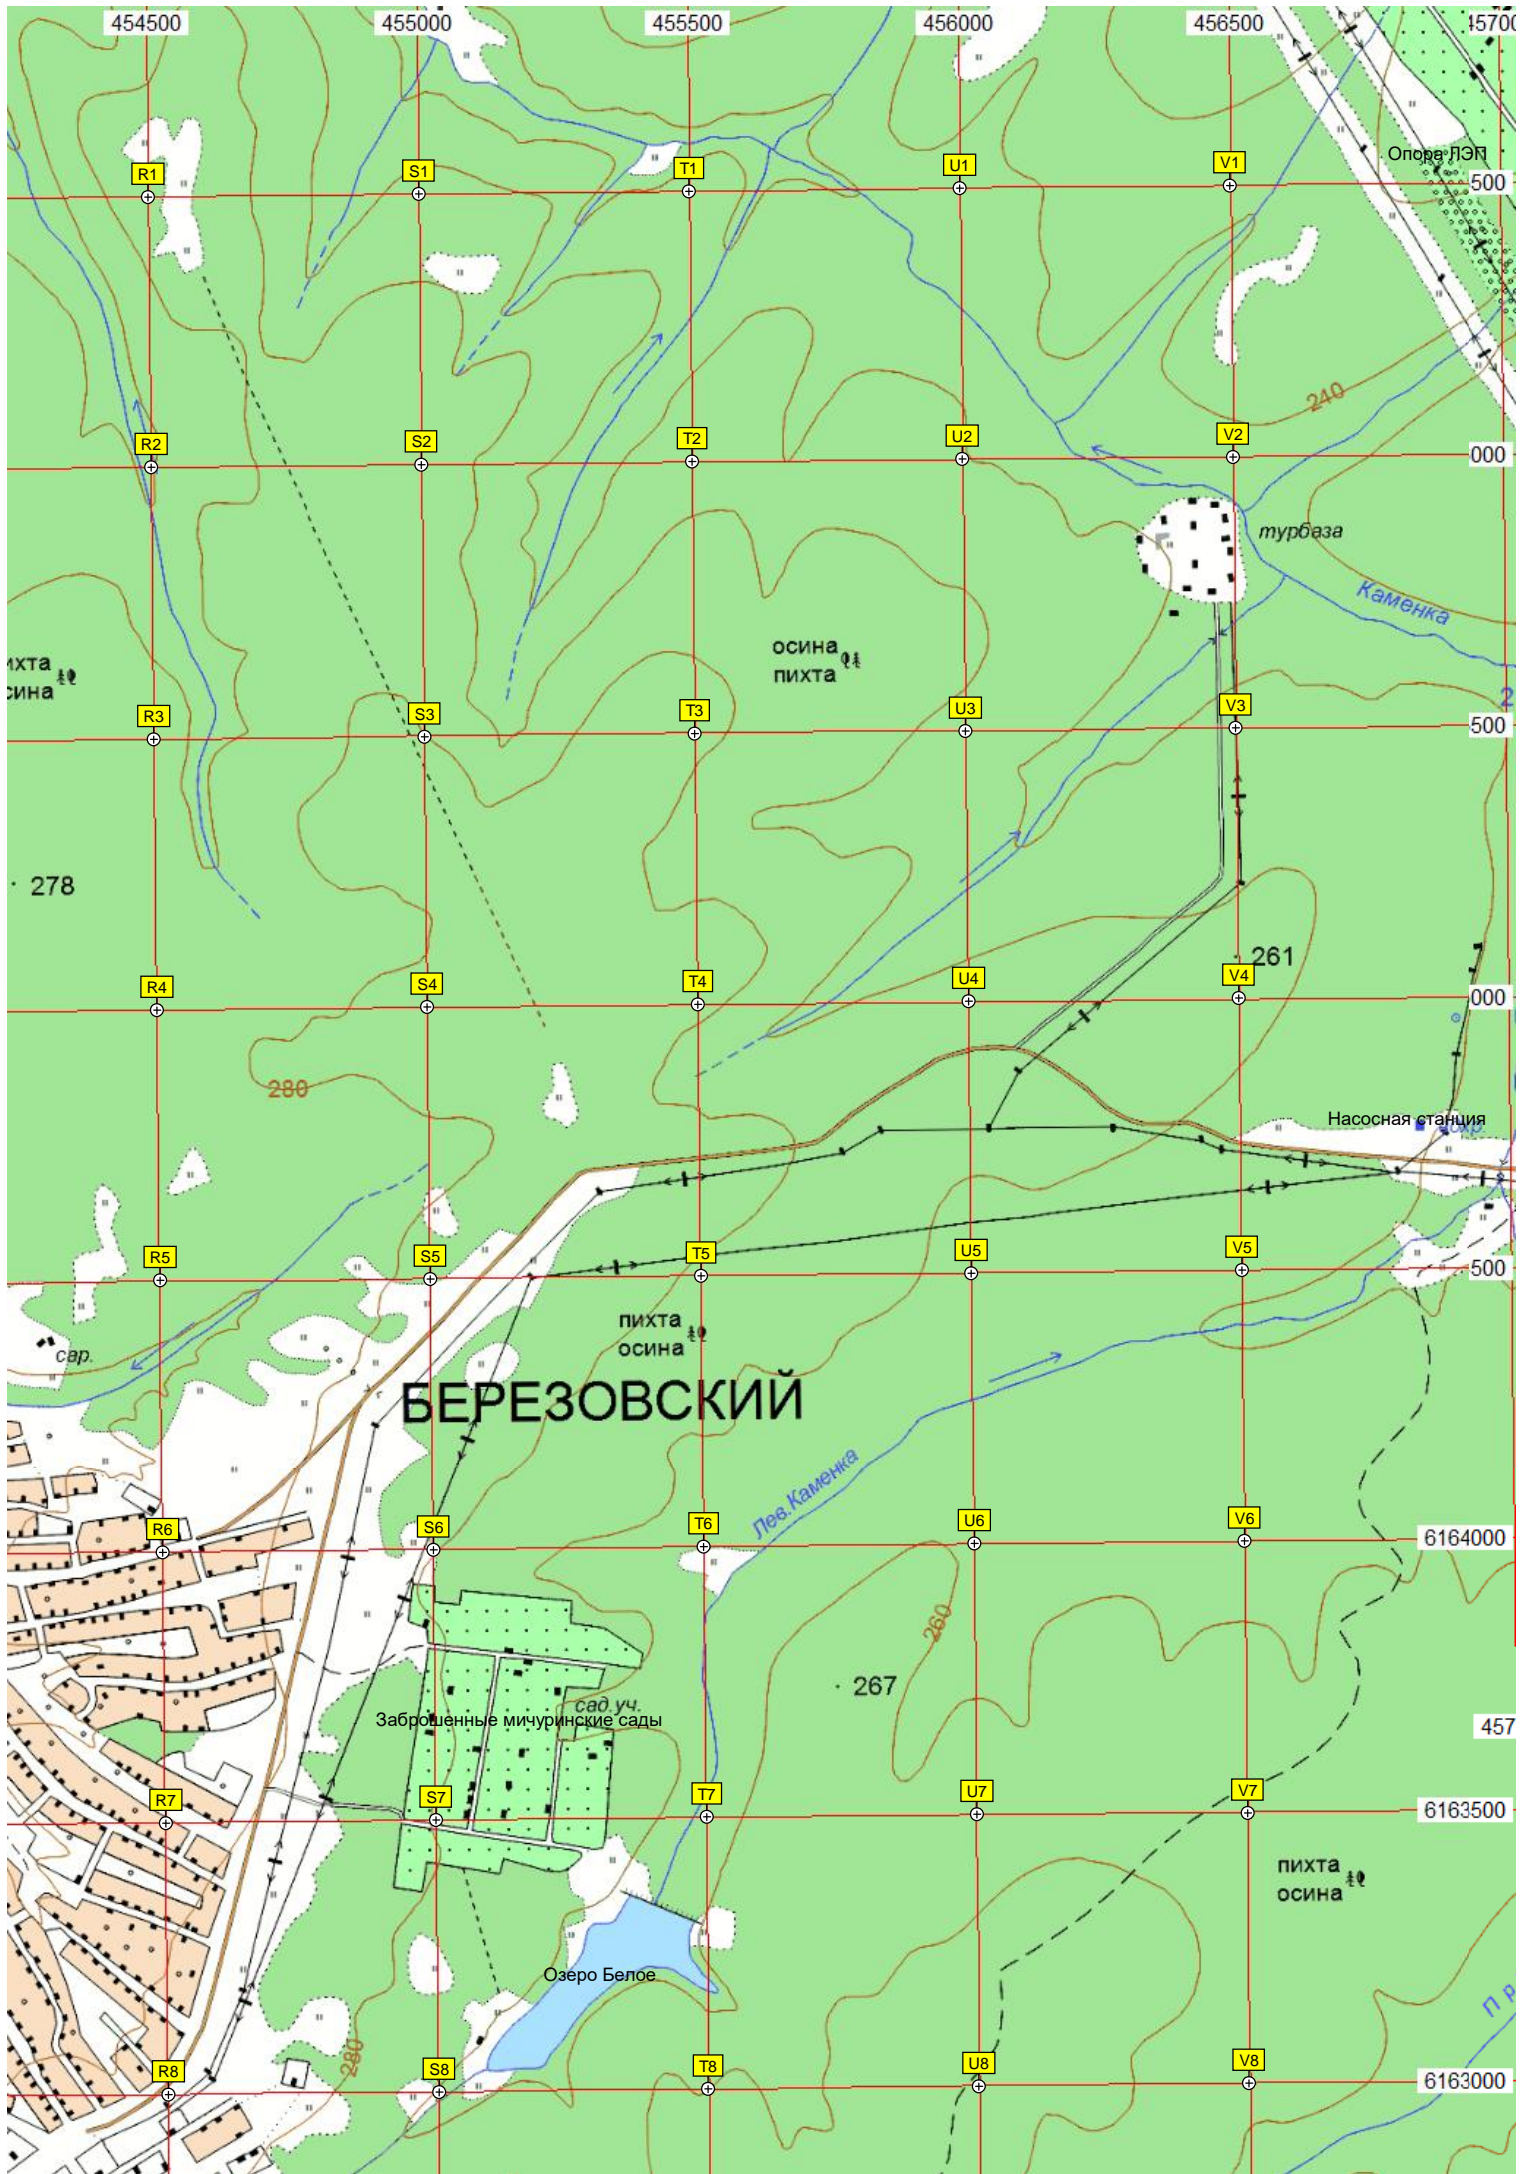 454500 455000 455500 456000 456500
Опора ЛЭП
R1 S1 T1 U1 V1
500
240
R2 S2 T2 U2 V2
000
турбаза
Каменка
осина
пихта
R3 S3 T3 U3 V3
500
278
261
R4 S4 T4 U4 V4
000
280
Насосная станция
R5 S5 T5 U5 V5
500
пихта
осина
сар.
БЕРЕЗОВСКИЙ
Лев.Каменка
R6 S6 T6 U6 V6
6164000
260
267
сад.уч.
Заброшенные мичуринские сады
457
R7 S7 T7 U7 V7
6163500
пихта
осина
Озеро Белое
280
R8 S8 T8 U8 V8
6163000